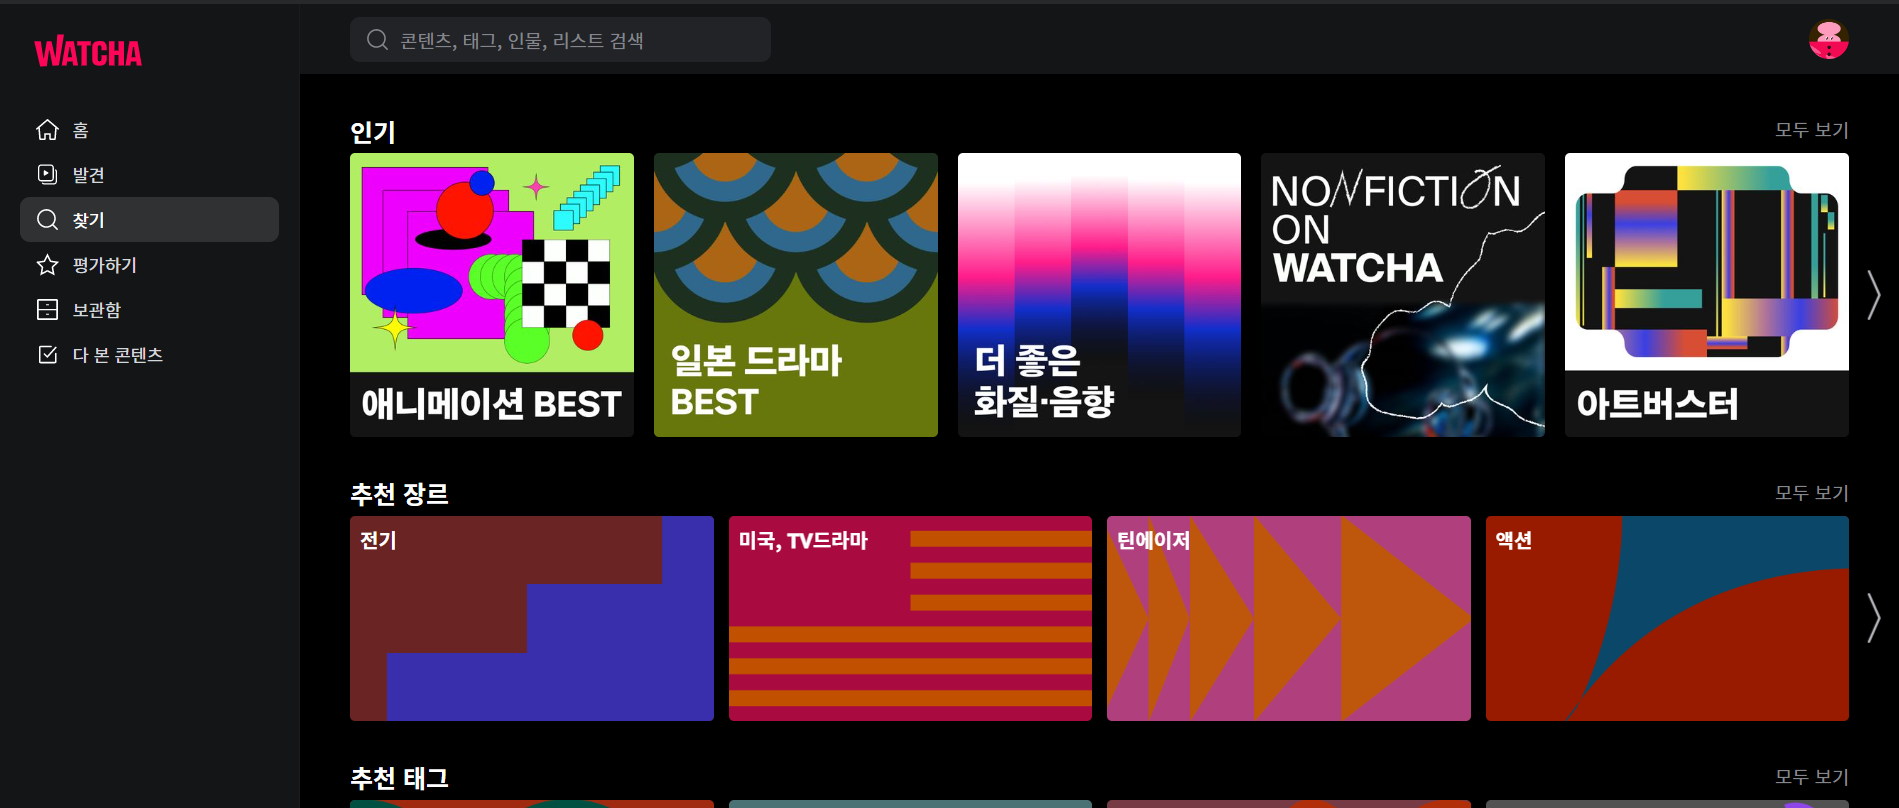 WATCHA
콘텐츠, 태그, 인물, 리스트 검색
홈
발견
찾기
평가하기
보관함
다 본 콘텐츠
인기
모두 보기
애니메이션 BEST
일본 드라마
BEST
더 좋은
화질·음향
NONFICTION
ON
WATCHA
아트버스터
추천 장르
모두 보기
전기
미국, TV드라마
틴에이저
액션
추천 태그
모두 보기